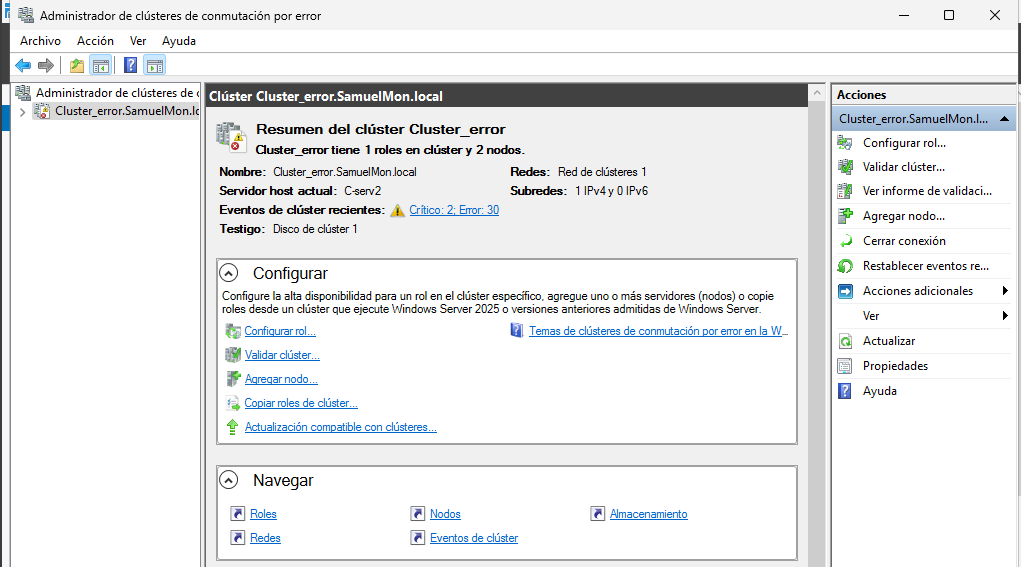 Administrador de clústeres de conmutación por error
Archivo Acción Ver Ayuda
Administrador de clústeres de c
Cluster_error.SamuelMon.lo
Clúster Cluster_error.SamuelMon.local
Resumen del clúster Cluster_error
Cluster_error tiene 1 roles en clúster y 2 nodos.
Nombre: Cluster_error.SamuelMon.local Redes: Red de clústeres 1
Servidor host actual: C-serv2 Subredes: 1 IPv4 y 0 IPv6
Eventos de clúster recientes: Crítico: 2; Error: 30
Testigo: Disco de clúster 1
Configurar
Configure la alta disponibilidad para un rol en el clúster específico, agregue uno o más servidores (nodos) o copie
roles desde un clúster que ejecute Windows Server 2025 o versiones anteriores admitidas de Windows Server.
Configurar rol... Temas de clústeres de conmutación por error en la W...
Validar clúster...
Agregar nodo...
Copiar roles de clúster...
Actualización compatible con clústeres...
Navegar
Roles Nodos Almacenamiento
Redes Eventos de clúster
Acciones
Cluster_error.SamuelMon.l...
Configurar rol...
Validar clúster...
Ver informe de validaci...
Agregar nodo...
Cerrar conexión
Restablecer eventos re...
Acciones adicionales
Ver
Actualizar
Propiedades
Ayuda